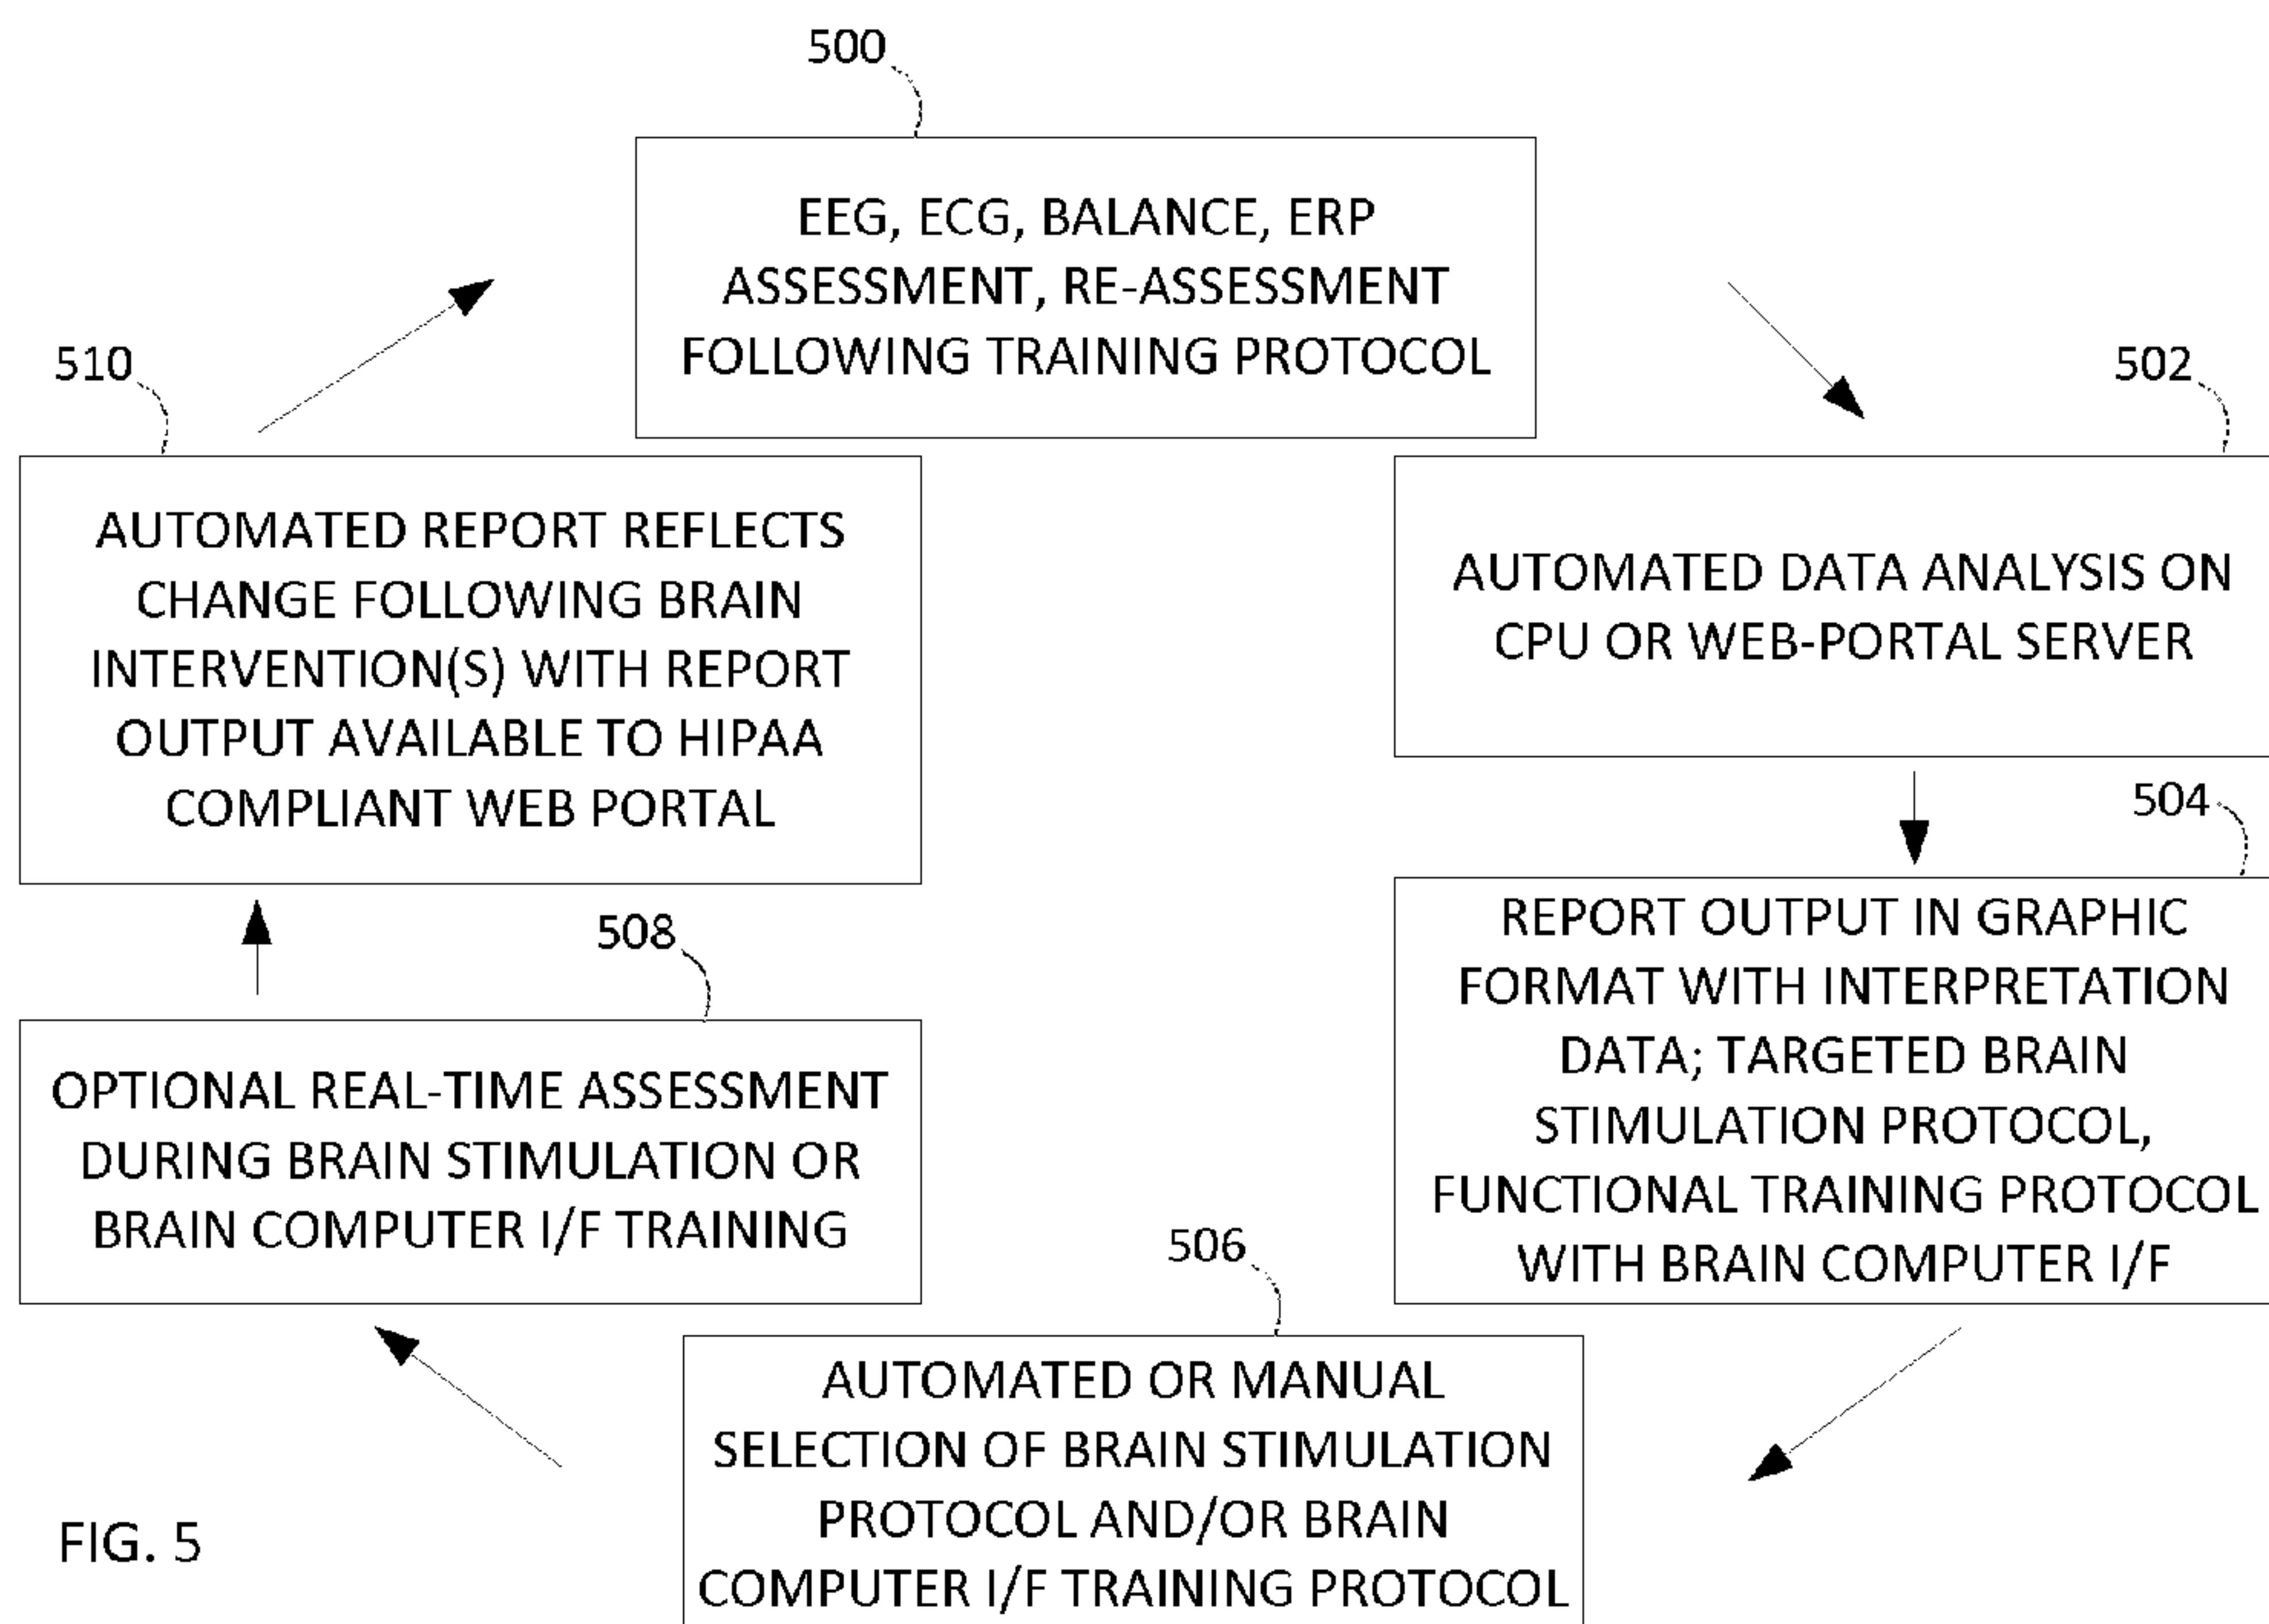 500
EEG, ECG, BALANCE, ERP
ASSESSMENT, RE-ASSESSMENT
FOLLOWING TRAINING PROTOCOL
502
AUTOMATED DATA ANALYSIS ON
CPU OR WEB-PORTAL SERVER
504
REPORT OUTPUT IN GRAPHIC
FORMAT WITH INTERPRETATION
DATA; TARGETED BRAIN
STIMULATION PROTOCOL,
FUNCTIONAL TRAINING PROTOCOL
WITH BRAIN COMPUTER I/F
506
AUTOMATED OR MANUAL
SELECTION OF BRAIN STIMULATION
PROTOCOL AND/OR BRAIN
COMPUTER I/F TRAINING PROTOCOL
508
OPTIONAL REAL-TIME ASSESSMENT
DURING BRAIN STIMULATION OR
BRAIN COMPUTER I/F TRAINING
510
AUTOMATED REPORT REFLECTS
CHANGE FOLLOWING BRAIN
INTERVENTION(S) WITH REPORT
OUTPUT AVAILABLE TO HIPAA
COMPLIANT WEB PORTAL
FIG. 5